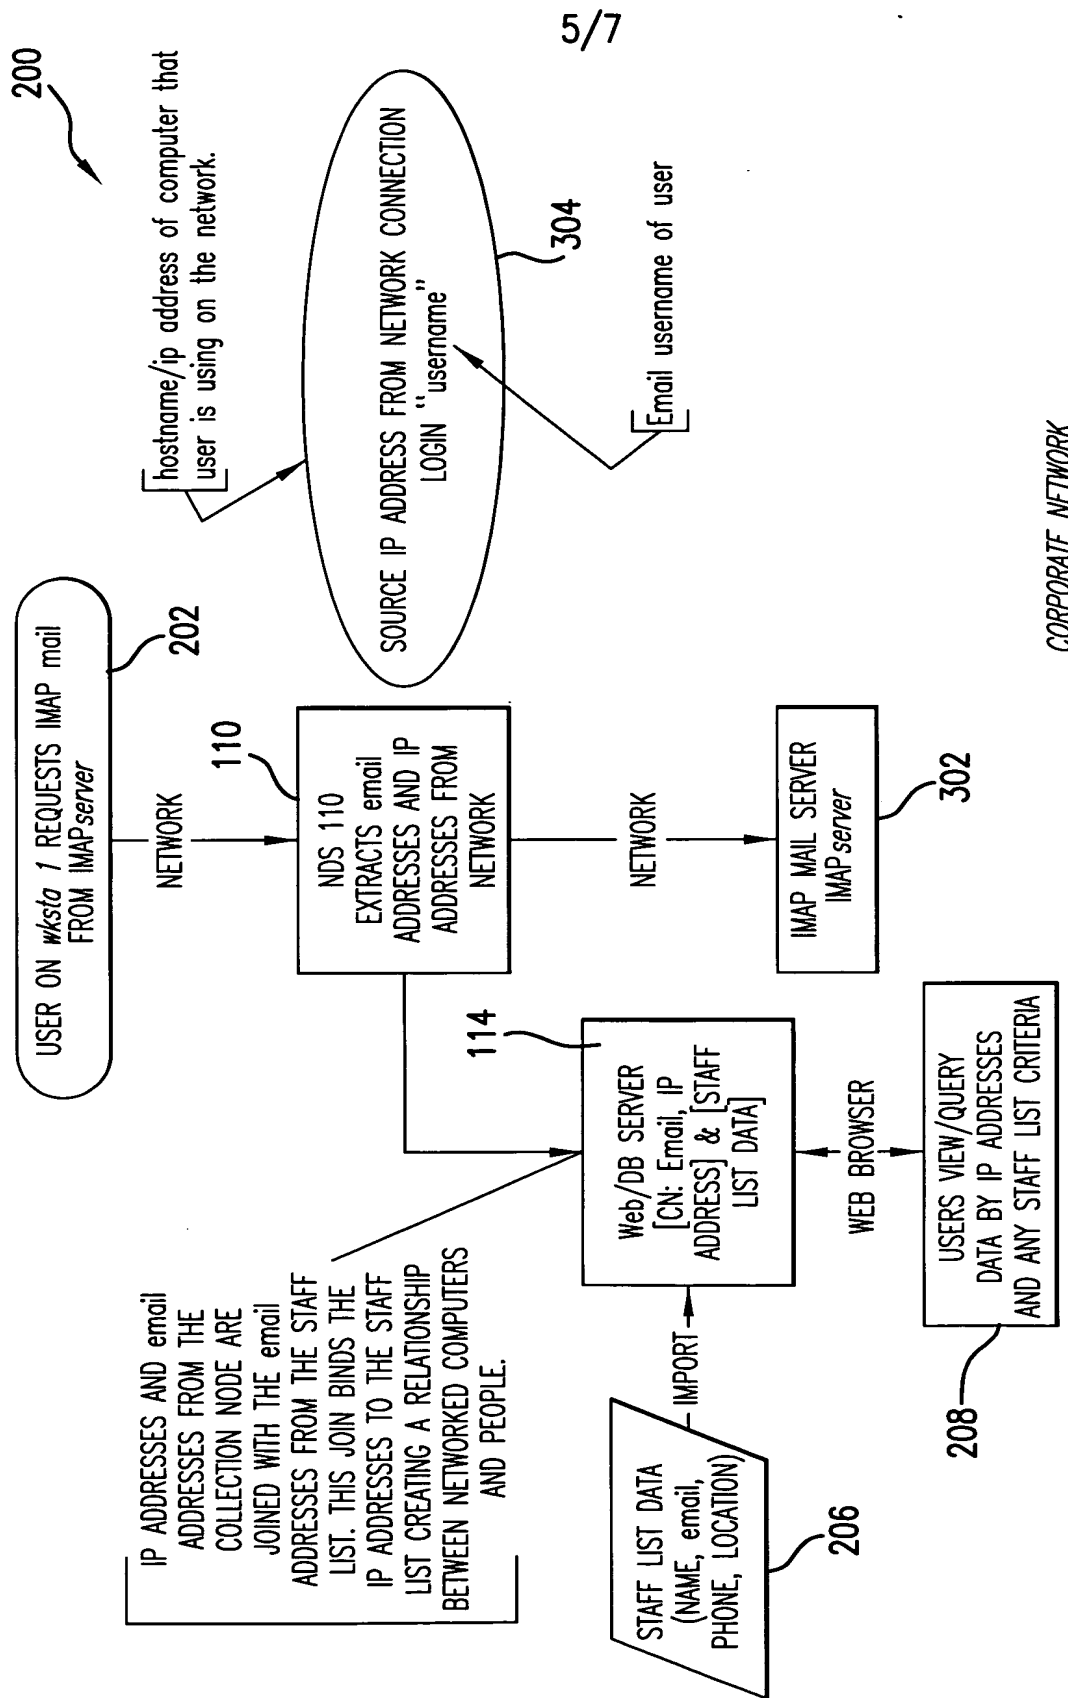 5/7
200
USER ON wksta 1 REQUESTS IMAP mail
FROM IMAPserver
202
NETWORK
110
NDS 110
EXTRACTS email
ADDRESSES AND IP
ADDRESSES FROM
NETWORK
NETWORK
IMAP MAIL SERVER
IMAPserver
302
[hostname/ip address of computer that
user is using on the network.
SOURCE IP ADDRESS FROM NETWORK CONNECTION
LOGIN "username"
304
[Email username of user
IP ADDRESSES AND email
ADDRESSES FROM THE
COLLECTION NODE ARE
JOINED WITH THE email
ADDRESSES FROM THE STAFF
LIST. THIS JOIN BINDS THE
IP ADDRESSES TO THE STAFF
LIST CREATING A RELATIONSHIP
BETWEEN NETWORKED COMPUTERS
AND PEOPLE.
114
Web/DB SERVER
[CN: Email, IP
ADDRESS] & [STAFF
LIST DATA]
IMPORT
STAFF LIST DATA
(NAME, email,
PHONE, LOCATION)
206
WEB BROWSER
USERS VIEW/QUERY
DATA BY IP ADDRESSES
AND ANY STAFF LIST CRITERIA
208
CORPORATE NETWORK